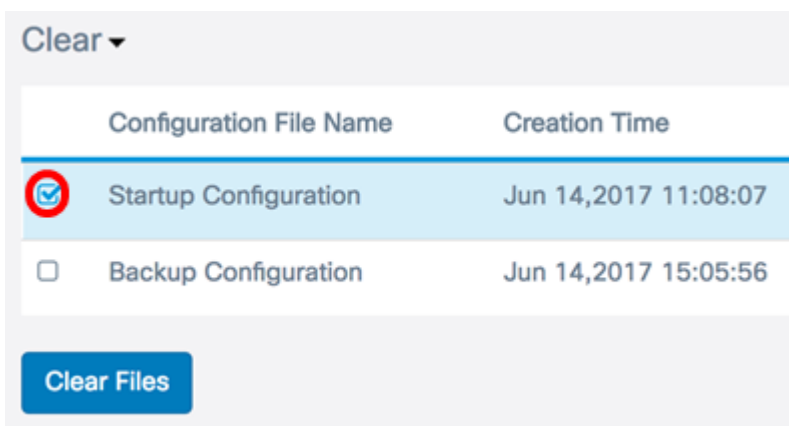 Clear
Configuration File Name Creation Time
Startup Configuration Jun 14,2017 11:08:07
Backup Configuration Jun 14,2017 15:05:56
Clear Files